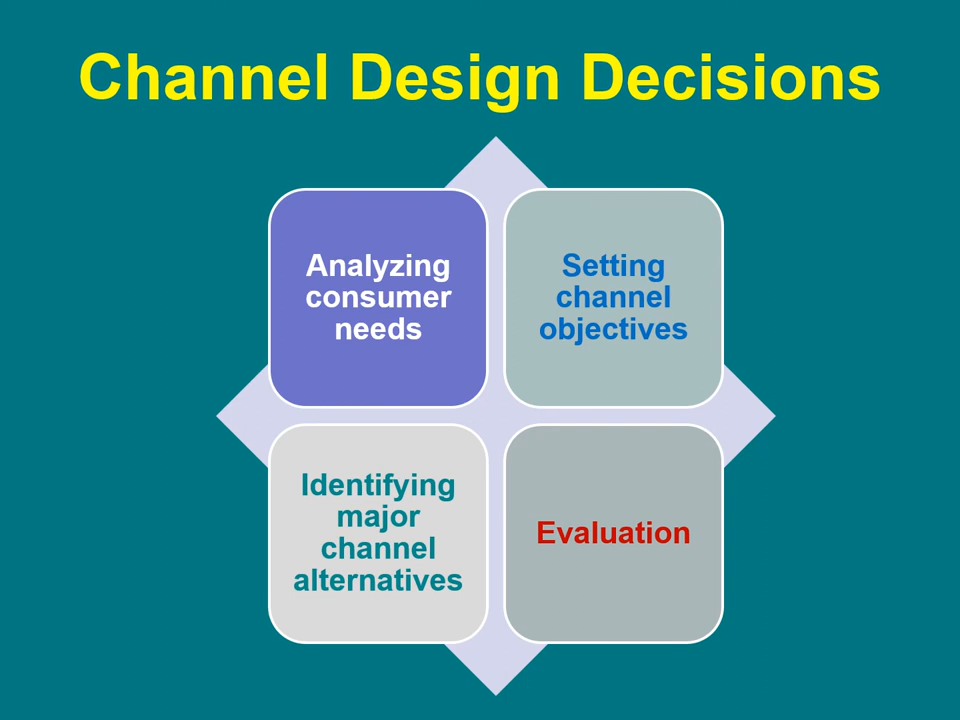 Channel Design Decisions
Analyzing
consumer
needs
Setting
channel
objectives
Identifying
major
channel
alternatives
Evaluation